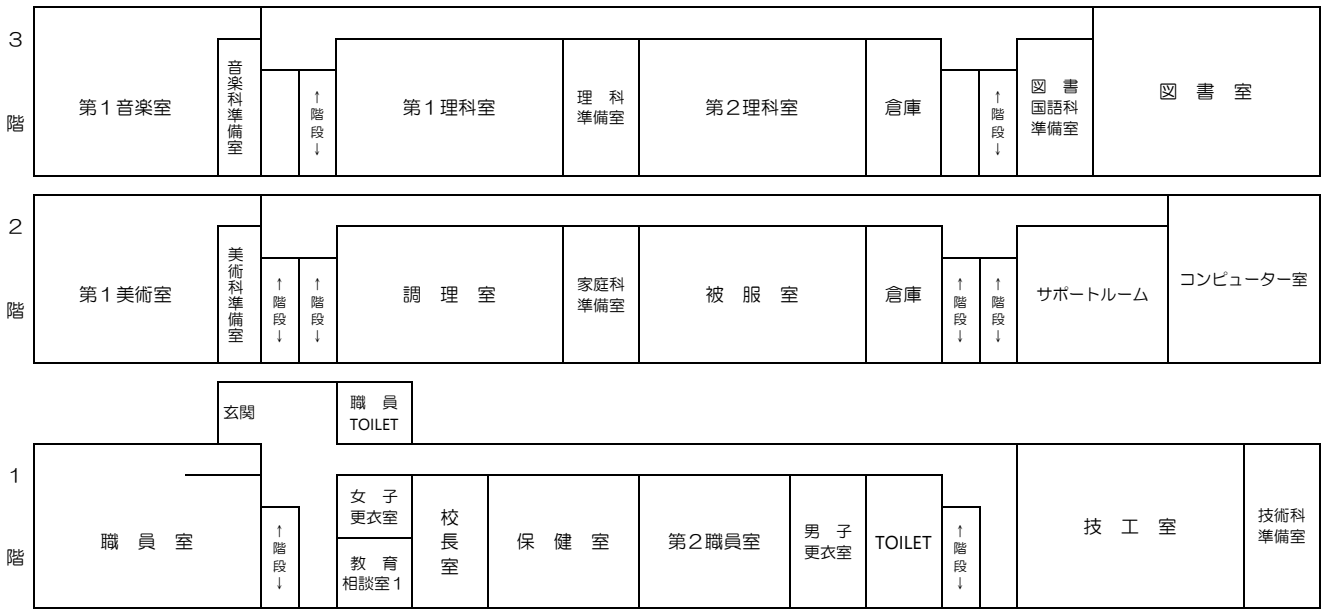 3
階
第1音楽室
音楽科準備室
↑階段↓
第1理科室
理 科
準備室
第2理科室
倉庫
↑階段↓
図 書
国語科
準備室
図 書 室
2
階
第1美術室
美術科準備室
↑階段↓
↑階段↓
調 理 室
家庭科
準備室
被 服 室
倉庫
↑階段↓
↑階段↓
サポートルーム
コンピューター室
玄関
職 員
TOILET
1
階
職 員 室
↑階段↓
女 子
更衣室
教 育
相談室1
校長室
保 健 室
第2職員室
男 子
更衣室
TOILET
↑階段↓
技 工 室
技術科
準備室